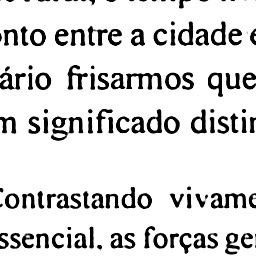 onto entre a cidade e
ário frisarmos que
m significado distin
Contrastando vivame
ssencial, as forças ge